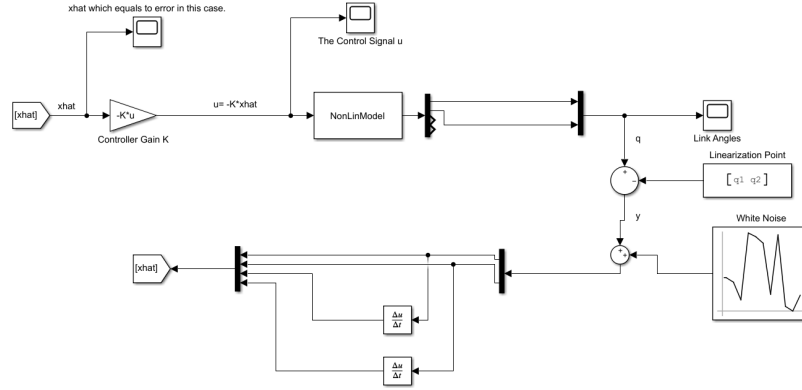 xhat which equals to error in this case.
The Control Signal u
[xhat]
xhat
-K*u
Controller Gain K
u= -K*xhat
NonLinModel
Link Angles
q
Linearization Point
[ q1 q2 ]
+
−
y
White Noise
+
+
[xhat]
Δu
Δt
Δu
Δt